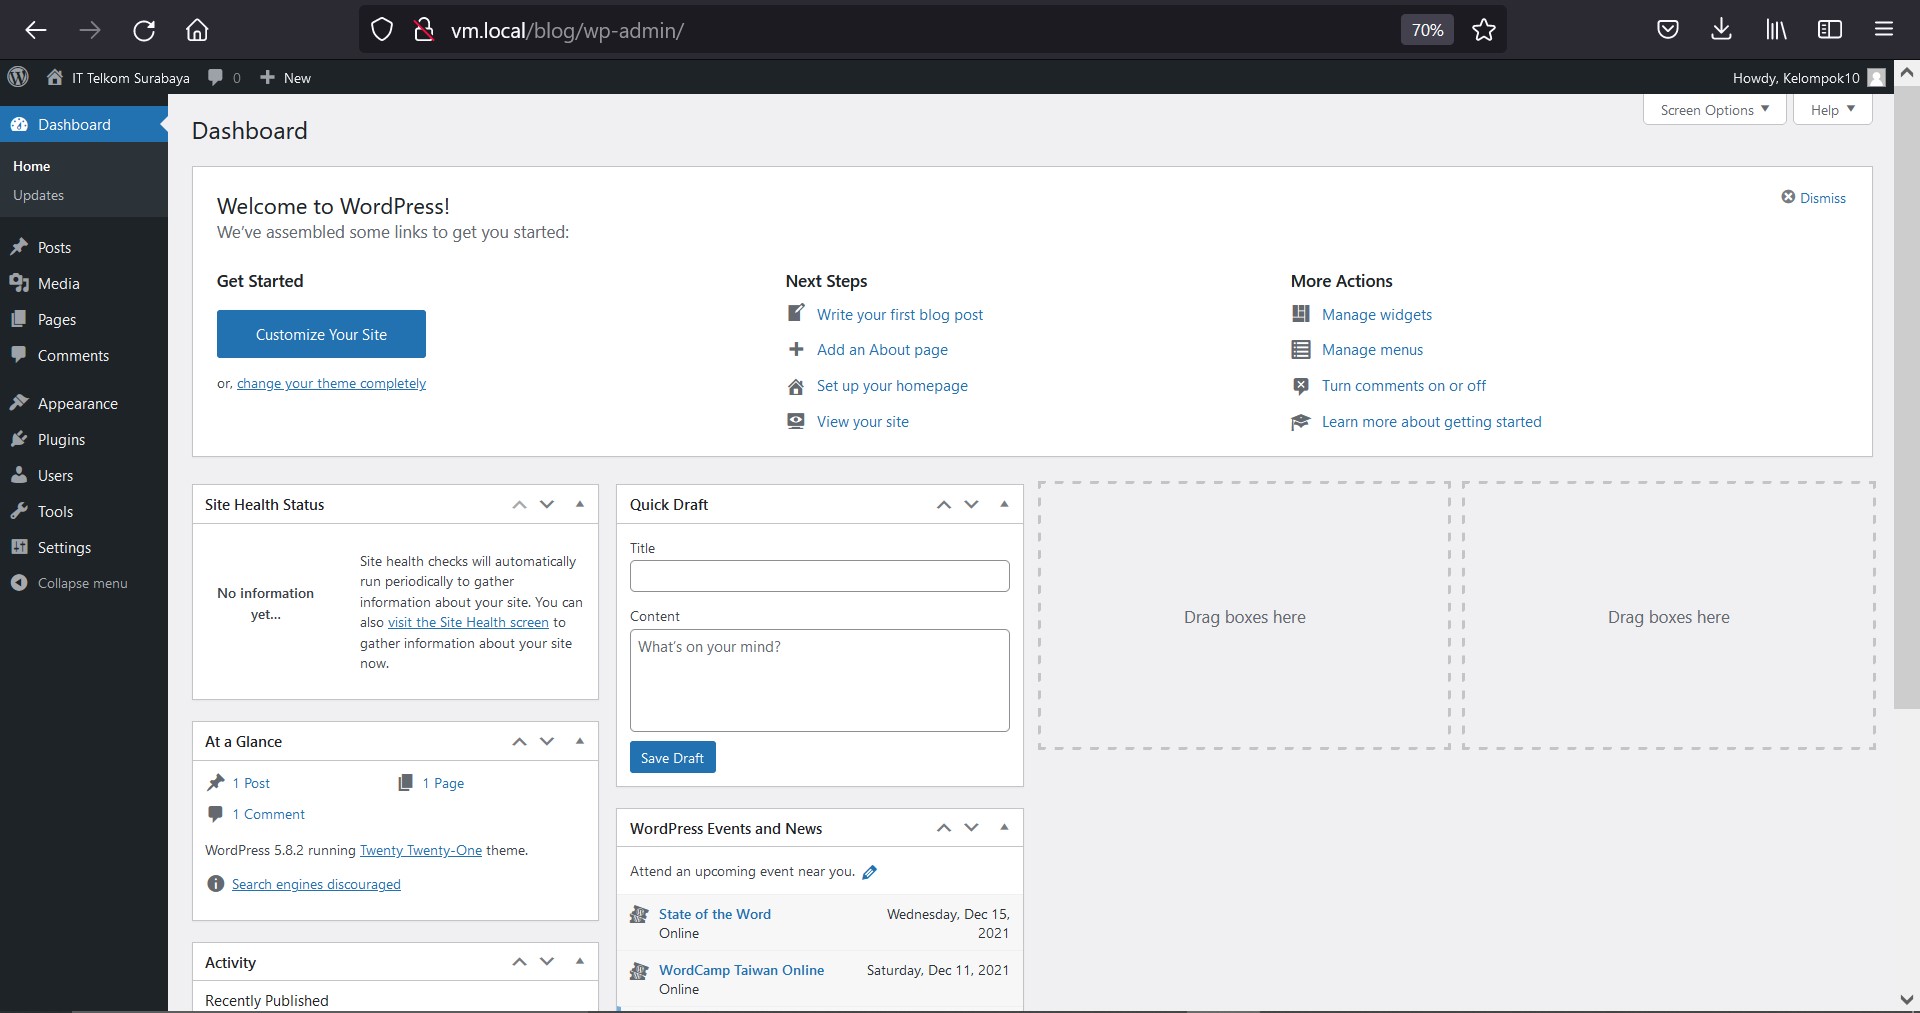 vm.local/blog/wp-admin/
70%
IT Telkom Surabaya
0
New
Howdy, Kelompok10
Dashboard
Home
Updates
Posts
Media
Pages
Comments
Appearance
Plugins
Users
Tools
Settings
Collapse menu
Dashboard
Screen Options
Help
Welcome to WordPress!
We've assembled some links to get you started:
Dismiss
Get Started
Customize Your Site
or, change your theme completely
Next Steps
Write your first blog post
Add an About page
Set up your homepage
View your site
More Actions
Manage widgets
Manage menus
Turn comments on or off
Learn more about getting started
Site Health Status
No information
yet...
Site health checks will automatically
run periodically to gather
information about your site. You can
also visit the Site Health screen to
gather information about your site
now.
At a Glance
1 Post
1 Page
1 Comment
WordPress 5.8.2 running Twenty Twenty-One theme.
Search engines discouraged
Activity
Recently Published
Quick Draft
Title
Content
What's on your mind?
Save Draft
WordPress Events and News
Attend an upcoming event near you.
State of the Word
Online
Wednesday, Dec 15,
2021
WordCamp Taiwan Online
Online
Saturday, Dec 11, 2021
Drag boxes here
Drag boxes here